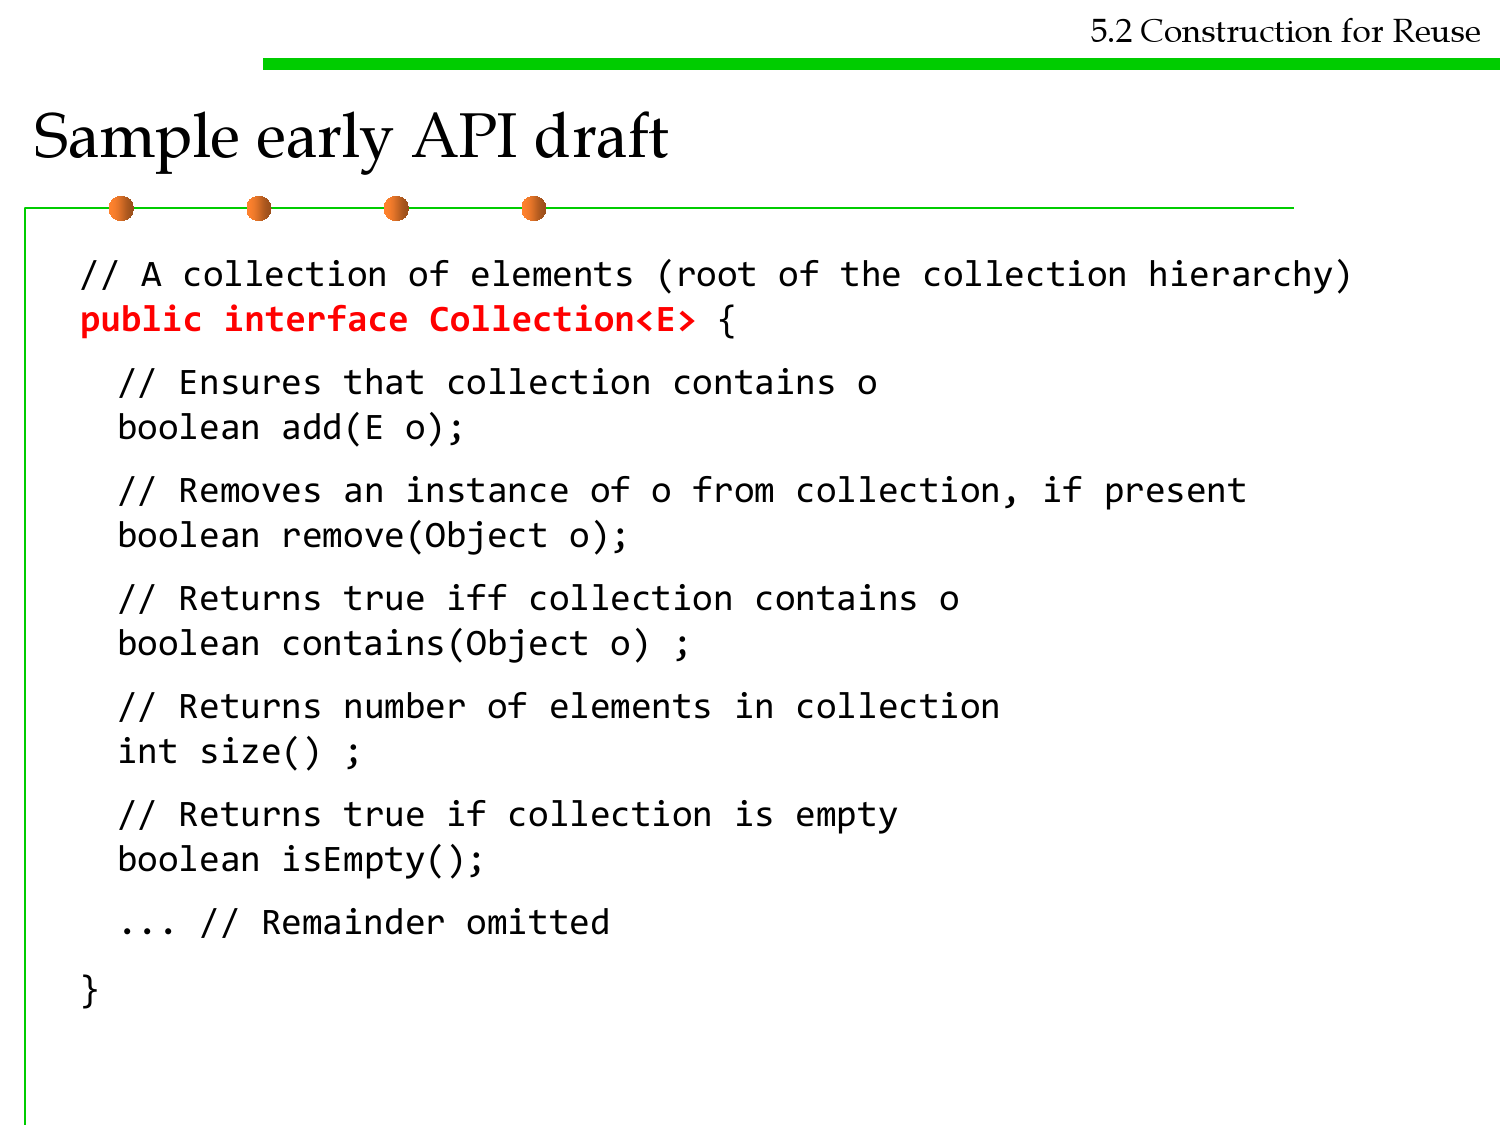 5.2 Construction for Reuse
Sample early API draft
// A collection of elements (root of the collection hierarchy)
public interface Collection<E> {
// Ensures that collection contains o
boolean add(E o);
// Removes an instance of o from collection, if present
boolean remove(Object o);
// Returns true iff collection contains o
boolean contains(Object o) ;
// Returns number of elements in collection
int size() ;
// Returns true if collection is empty
boolean isEmpty();
... // Remainder omitted
}